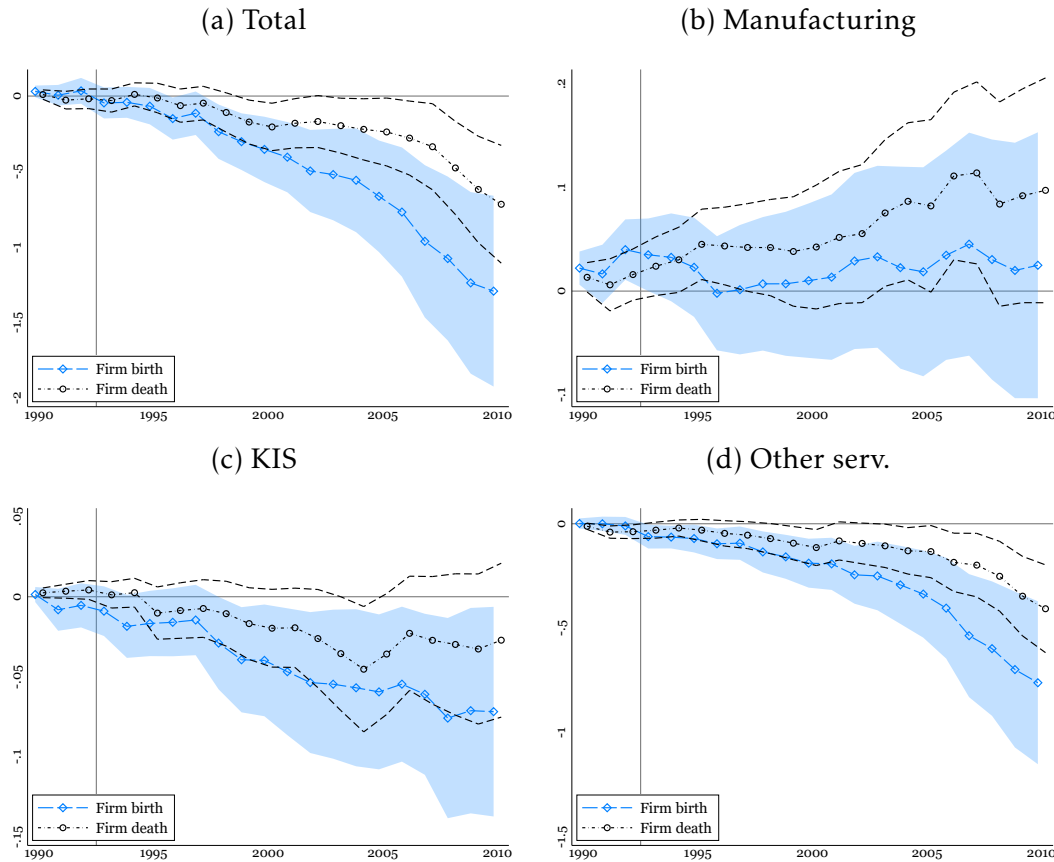 (a) Total
0
-.5
-1
-1.5
-2
Firm birth
Firm death
1990 1995 2000 2005 2010
(b) Manufacturing
.2
.1
0
-.1
Firm birth
Firm death
1990 1995 2000 2005 2010
(c) KIS
.05
0
-.05
-.1
-.15
Firm birth
Firm death
1990 1995 2000 2005 2010
(d) Other serv.
0
-.5
-1
-1.5
Firm birth
Firm death
1990 1995 2000 2005 2010